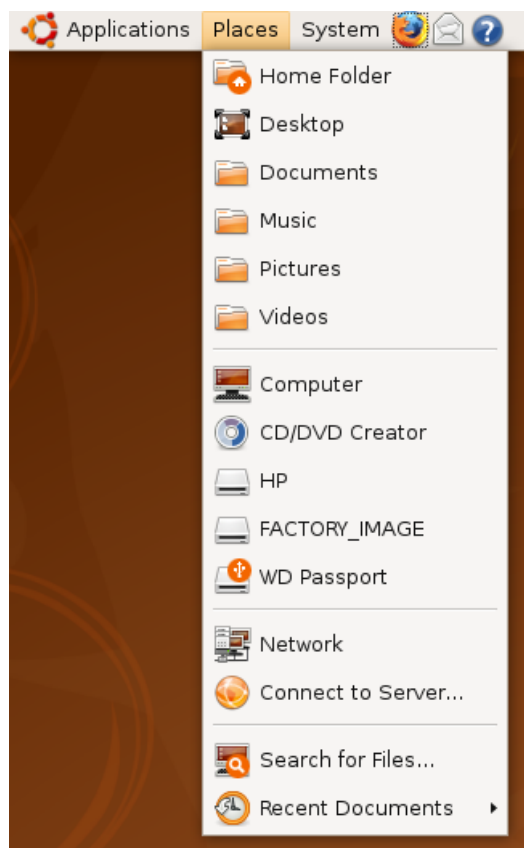 Applications Places System
Home Folder
Desktop
Documents
Music
Pictures
Videos
Computer
CD/DVD Creator
HP
FACTORY_IMAGE
WD Passport
Network
Connect to Server...
Search for Files...
Recent Documents